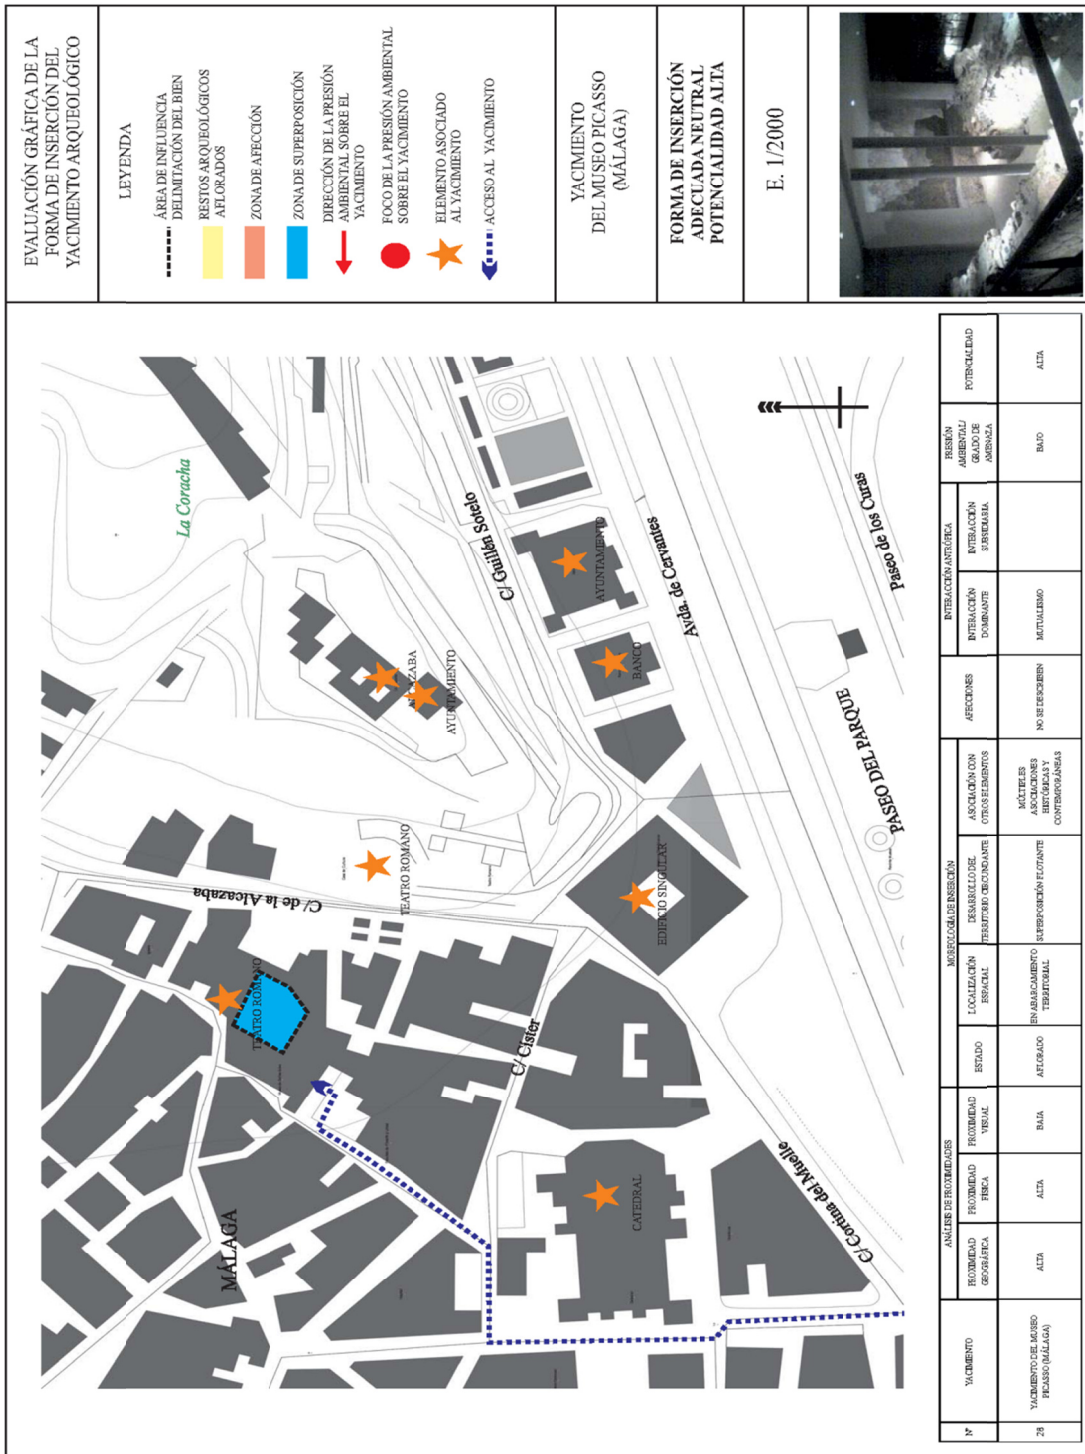 EVALUACIÓN GRÁFICA DE LA
FORMA DE INSERCIÓN DEL
YACIMIENTO ARQUEOLÓGICO
LEYENDA
ÁREA DE INFLUENCIA
DELIMITACIÓN DEL BIEN
RESTOS ARQUEOLÓGICOS
AFLORADOS
ZONA DE AFECCIÓN
ZONA DE SUPERPOSICIÓN
DIRECCIÓN DE LA PRESIÓN
AMBIENTAL SOBRE EL
YACIMIENTO
FOCO DE LA PRESIÓN AMBIENTAL
SOBRE EL YACIMIENTO
ELEMENTO ASOCIADO
AL YACIMIENTO
ACCESO AL YACIMIENTO
YACIMIENTO
DEL MUSEO PICASSO
(MÁLAGA)
FORMA DE INSERCIÓN
ADECUADA NEUTRAL
POTENCIALIDAD ALTA
E. 1/2000
La Coracha
MÁLAGA
TEATRO ROMANO
C/ de la Alcazaba
TEATRO ROMANO
ALCAZABA
AYUNTAMIENTO
C/ Guillén Sotelo
AYUNTAMIENTO
BANCO
Avda. de Cervantes
EDIFICIO SINGULAR
C/ Cister
CATEDRAL
C/ Cortina del Muelle
PASEO DEL PARQUE
Paseo de los Curas
Nº
YACIMIENTO
ANÁLISIS DE PROXIMIDADES
PROXIMIDAD
GEOGRÁFICA
PROXIMIDAD
FÍSICA
PROXIMIDAD
VISUAL
MORFOLOGÍA DE INSERCIÓN
ESTADO
LOCALIZACIÓN
ESPACIAL
DESARROLLO DEL
TERRITORIO CIRCUNDANTE
ASOCIACIÓN CON
OTROS ELEMENTOS
AFECCIONES
INTERACCIÓN ANTRÓPICA
INTERACCIÓN
DOMINANTE
INTERACCIÓN
SUBSIDIARIA
PRESIÓN
AMBIENTAL/
GRADO DE
AMENAZA
POTENCIALIDAD
28
YACIMIENTO DEL MUSEO
PICASSO (MÁLAGA)
ALTA
ALTA
BAJA
AFLORADO
EN ABARCAMIENTO
TERRITORIAL
SUPERPOSICIÓN FLOTANTE
MÚLTIPLES
ASOCIACIONES
HISTÓRICAS Y
CONTEMPORÁNEAS
NO SE DESCRIBEN
MUTUALISMO
BAJO
ALTA